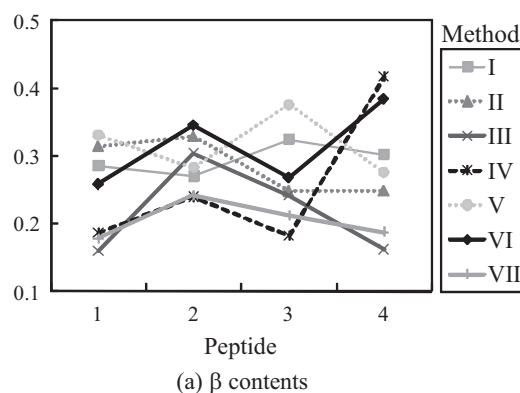 0.5
0.4
0.3
0.2
0.1
1 2 3 4
Peptide
(a) β contents
Method
I
II
III
IV
V
VI
VII